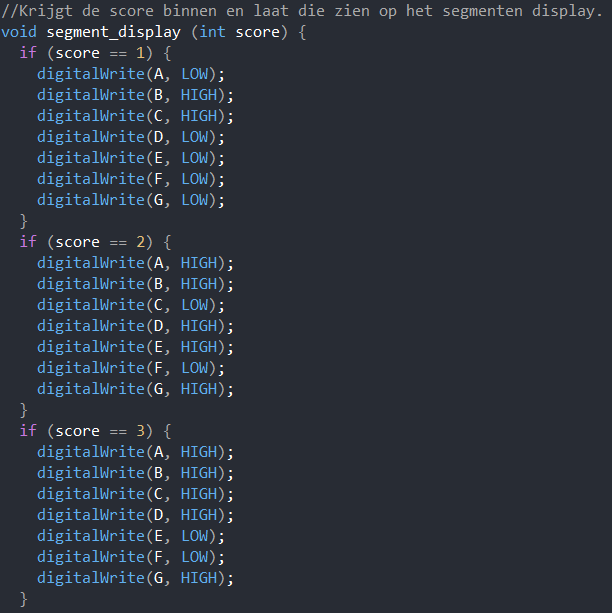 //Krijgt de score binnen en laat die zien op het segmenten display.
void segment_display (int score) {
  if (score == 1) {
    digitalWrite(A, LOW);
    digitalWrite(B, HIGH);
    digitalWrite(C, HIGH);
    digitalWrite(D, LOW);
    digitalWrite(E, LOW);
    digitalWrite(F, LOW);
    digitalWrite(G, LOW);
  }
  if (score == 2) {
    digitalWrite(A, HIGH);
    digitalWrite(B, HIGH);
    digitalWrite(C, LOW);
    digitalWrite(D, HIGH);
    digitalWrite(E, HIGH);
    digitalWrite(F, LOW);
    digitalWrite(G, HIGH);
  }
  if (score == 3) {
    digitalWrite(A, HIGH);
    digitalWrite(B, HIGH);
    digitalWrite(C, HIGH);
    digitalWrite(D, HIGH);
    digitalWrite(E, LOW);
    digitalWrite(F, LOW);
    digitalWrite(G, HIGH);
  }